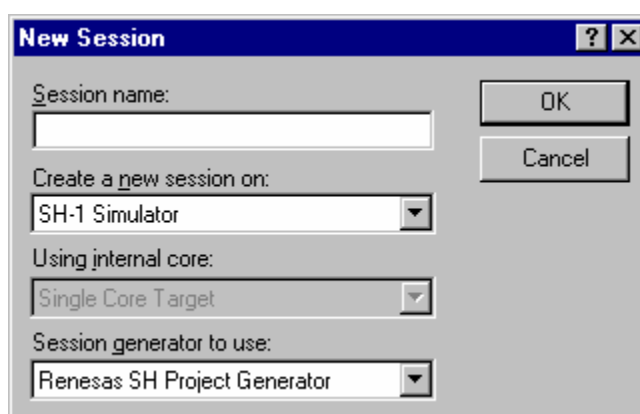 New Session
Session name:
OK
Cancel
Create a new session on:
SH-1 Simulator
Using internal core:
Single Core Target
Session generator to use:
Renesas SH Project Generator